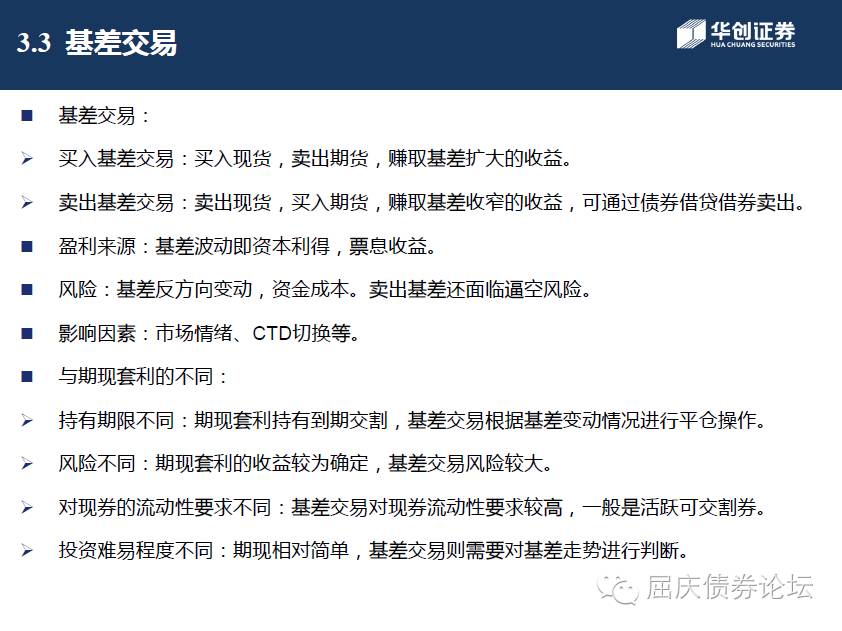 3.3 基差交易
华创证券
HUA CHUANG SECURITIES
基差交易：
买入基差交易：买入现货，卖出期货，赚取基差扩大的收益。
卖出基差交易：卖出现货，买入期货，赚取基差收窄的收益，可通过债券借贷借券卖出。
盈利来源：基差波动即资本利得，票息收益。
风险：基差反方向变动，资金成本。卖出基差还面临逼空风险。
影响因素：市场情绪、CTD切换等。
与期现套利的不同：
持有期限不同：期现套利持有到期交割，基差交易根据基差变动情况进行平仓操作。
风险不同：期现套利的收益较为确定，基差交易风险较大。
对现券的流动性要求不同：基差交易对现券流动性要求较高，一般是活跃可交割券。
投资难易程度不同：期现相对简单，基差交易则需要对基差走势进行判断。
屈庆债券论坛